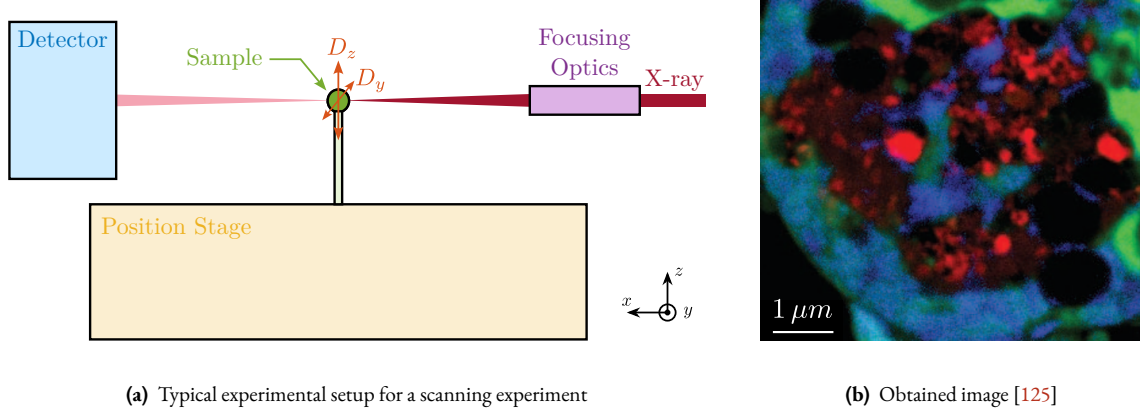 Detector
Sample
D_z
D_y
Focusing
Optics
X-ray
Position Stage
x
z
y
1 μm
(a) Typical experimental setup for a scanning experiment
(b) Obtained image [125]